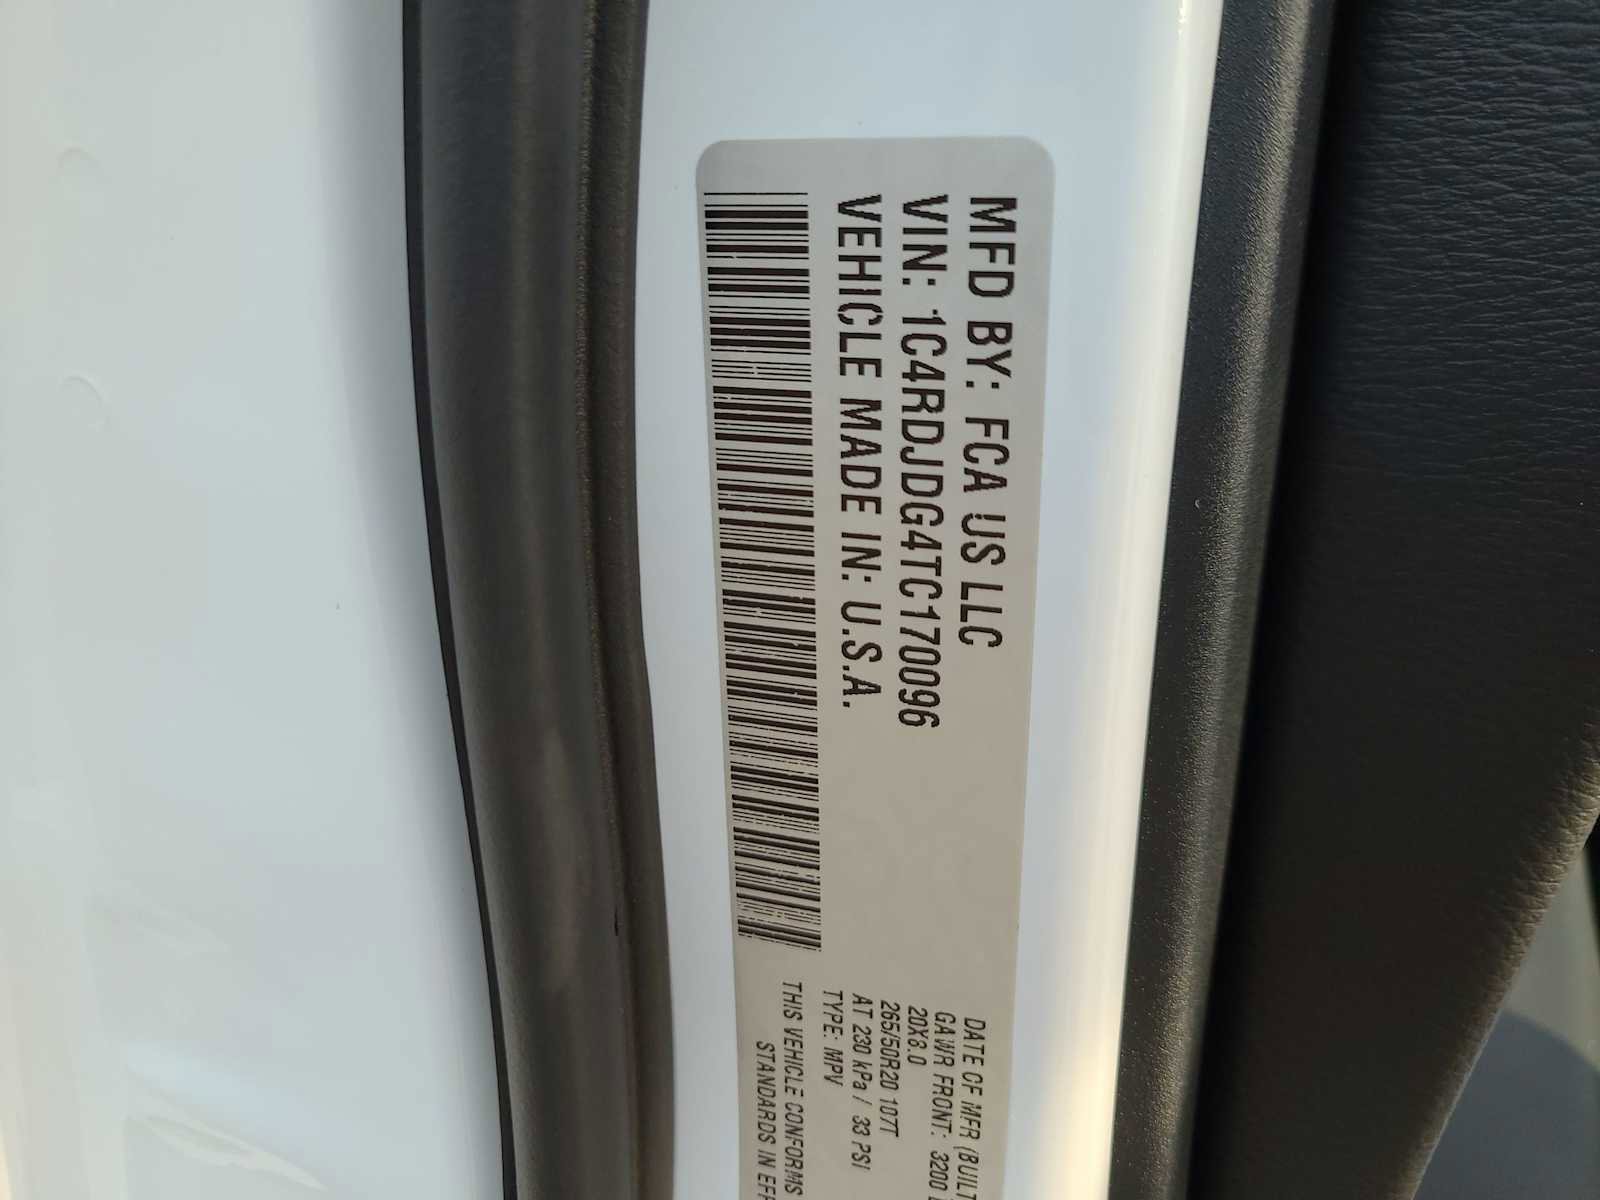 MFD BY: FCA US LLC
VIN: 1C4RDJDG4TC170096
VEHICLE MADE IN: U.S.A.
DATE OF MFR (BUILT
GAWR FRONT: 3200
20X8.0
265/50R20 107T
AT 230 kPa / 33 PSI
TYPE: MPV
THIS VEHICLE CONFORMS
STANDARDS IN